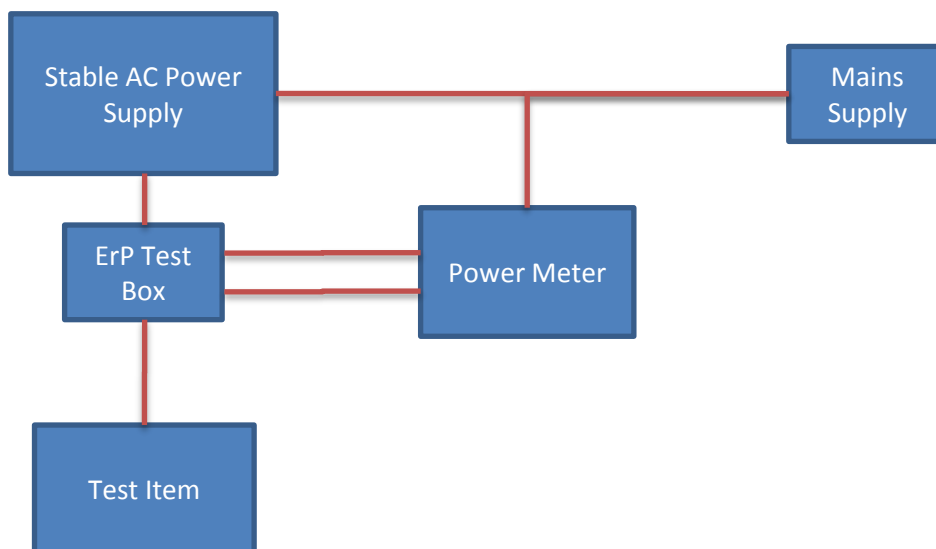 Stable AC Power
Supply
Mains
Supply
ErP Test
Box
Power Meter
Test Item